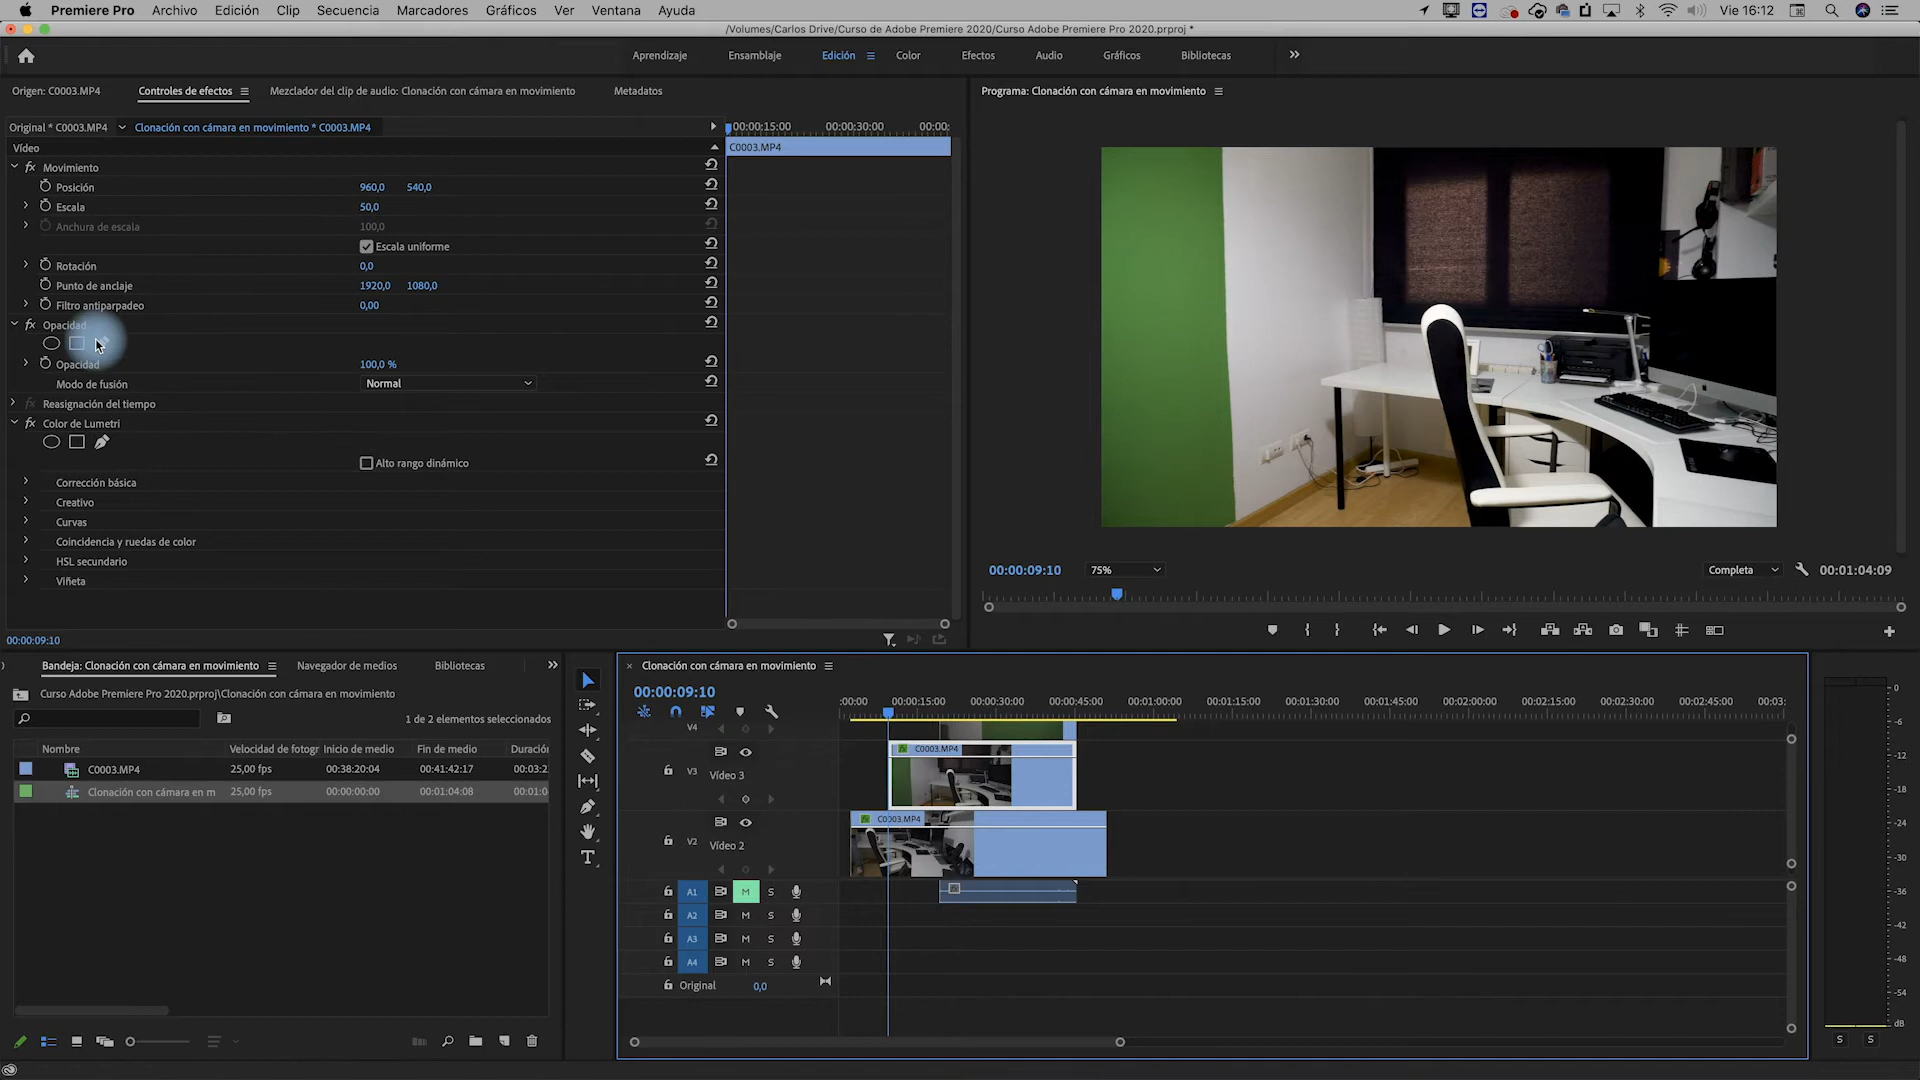 Premiere Pro Archivo Edición Clip Secuencia Marcadores Gráficos Ver Ventana Ayuda Vie 16:12
/Volumes/Carlos Drive/Curso de Adobe Premiere 2020/Curso Adobe Premiere Pro 2020.prproj *
Aprendizaje Ensamblaje Edición Color Efectos Audio Gráficos Bibliotecas
Origen: C0003.MP4 Controles de efectos Mezclador del clip de audio: Clonación con cámara en movimiento Metadatos
Original * C0003.MP4 Clonación con cámara en movimiento * C0003.MP4
00:00:15:00 00:00:30:00 00:00:
Vídeo
C0003.MP4
fx Movimiento
Posición 960,0 540,0
Escala 50,0
Anchura de escala 100,0
Escala uniforme
Rotación 0,0
Punto de anclaje 1920,0 1080,0
Filtro antiparpadeo 0,00
fx Opacidad
Opacidad 100,0 %
Modo de fusión Normal
fx Reasignación del tiempo
fx Color de Lumetri
Alto rango dinámico
Corrección básica
Creativo
Curvas
Coincidencia y ruedas de color
HSL secundario
Viñeta
00:00:09:10
Programa: Clonación con cámara en movimiento
00:00:09:10 75% Completa 00:01:04:09
Bandeja: Clonación con cámara en movimiento Navegador de medios Bibliotecas
Curso Adobe Premiere Pro 2020.prproj\Clonación con cámara en movimiento
1 de 2 elementos seleccionados
Nombre Velocidad de fotogr Inicio de medio Fin de medio Duració
C0003.MP4 25,00 fps 00:38:20:04 00:41:42:17 00:03:2
Clonación con cámara en m 25,00 fps 00:00:00:00 00:01:04:08 00:01:0
× Clonación con cámara en movimiento
00:00:09:10
:00:00 00:00:15:00 00:00:30:00 00:00:45:00 00:01:00:00 00:01:15:00 00:01:30:00 00:01:45:00 00:02:00:00 00:02:15:00 00:02:30:00 00:02:45:00 00:03:
V4
C0003.MP4
V3 Vídeo 3
C0003.MP4
V2 Vídeo 2
A1 M S
A2 M S
A3 M S
A4 M S
Original 0,0
0
-6
-12
-18
-24
-30
-36
-42
-48
-54
dB
S S